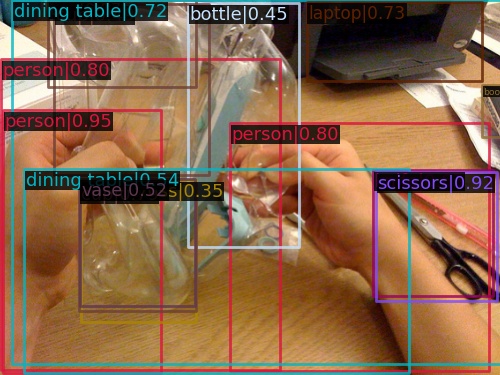 dining table|0.72
bottle|0.45
laptop|0.73
person|0.80
boo
person|0.95
person|0.80
dining table|0.54
vase|0.52
s|0.35
scissors|0.92